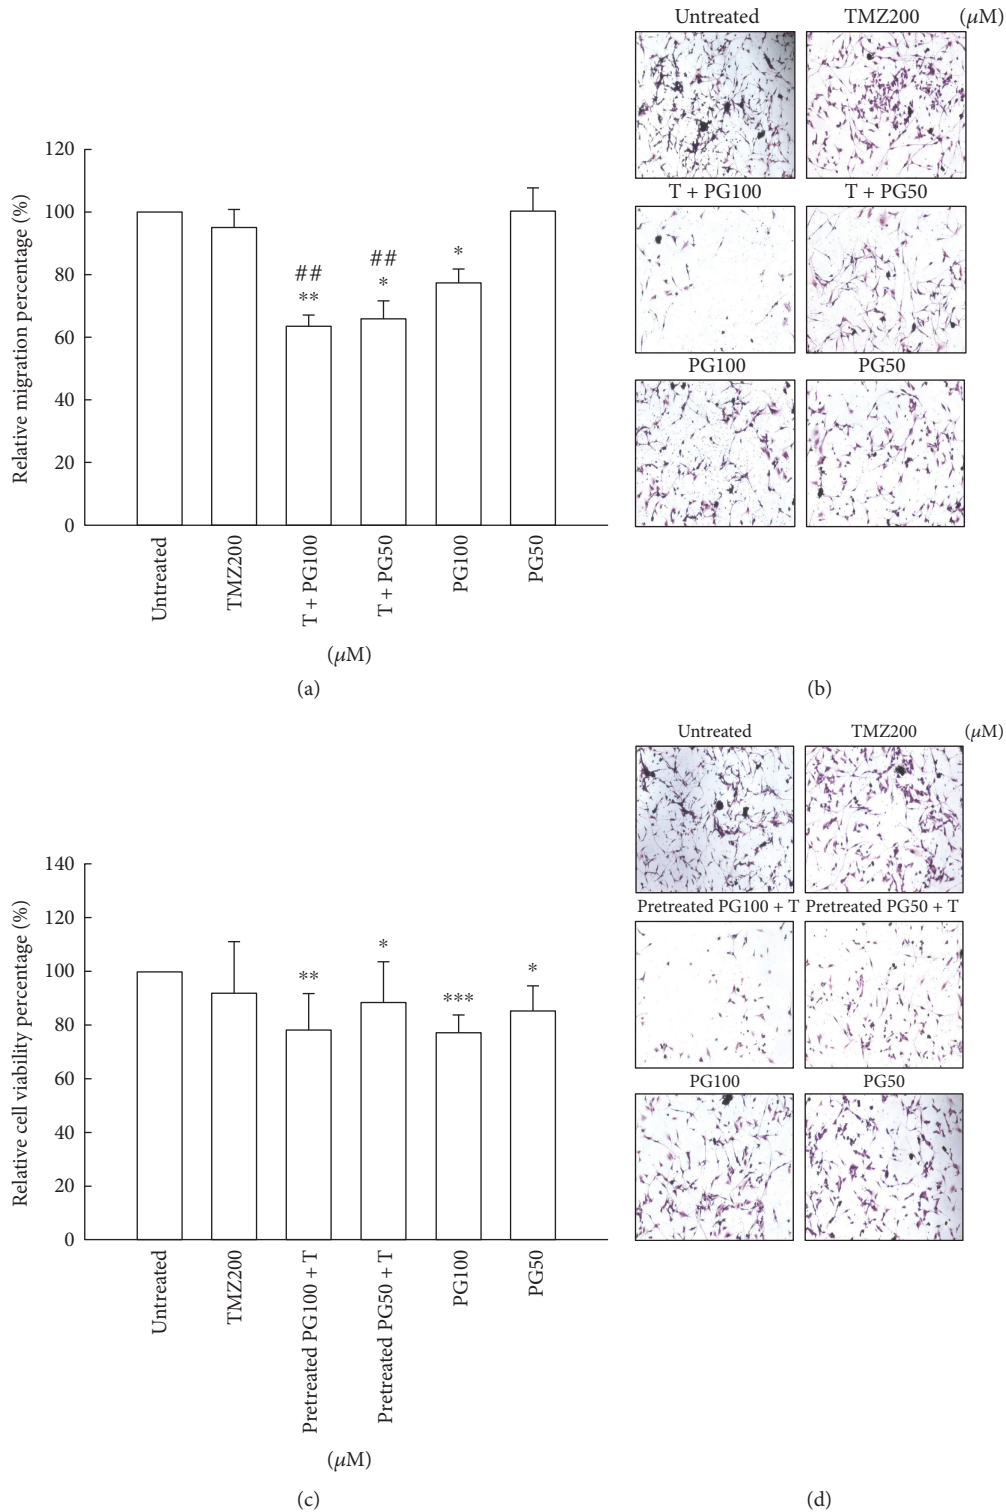 120
100
80
60
40
20
0
Relative migration percentage (%)
##
**
##
*
*
Untreated
TMZ200
T + PG100
T + PG50
PG100
PG50
(μM)
(a)
Untreated
TMZ200
(μM)
T + PG100
T + PG50
PG100
PG50
(b)
140
120
100
80
60
40
20
0
Relative cell viability percentage (%)
**
*
***
*
Untreated
TMZ200
Pretreated PG100 + T
Pretreated PG50 + T
PG100
PG50
(μM)
(c)
Untreated
TMZ200
(μM)
Pretreated PG100 + T
Pretreated PG50 + T
PG100
PG50
(d)